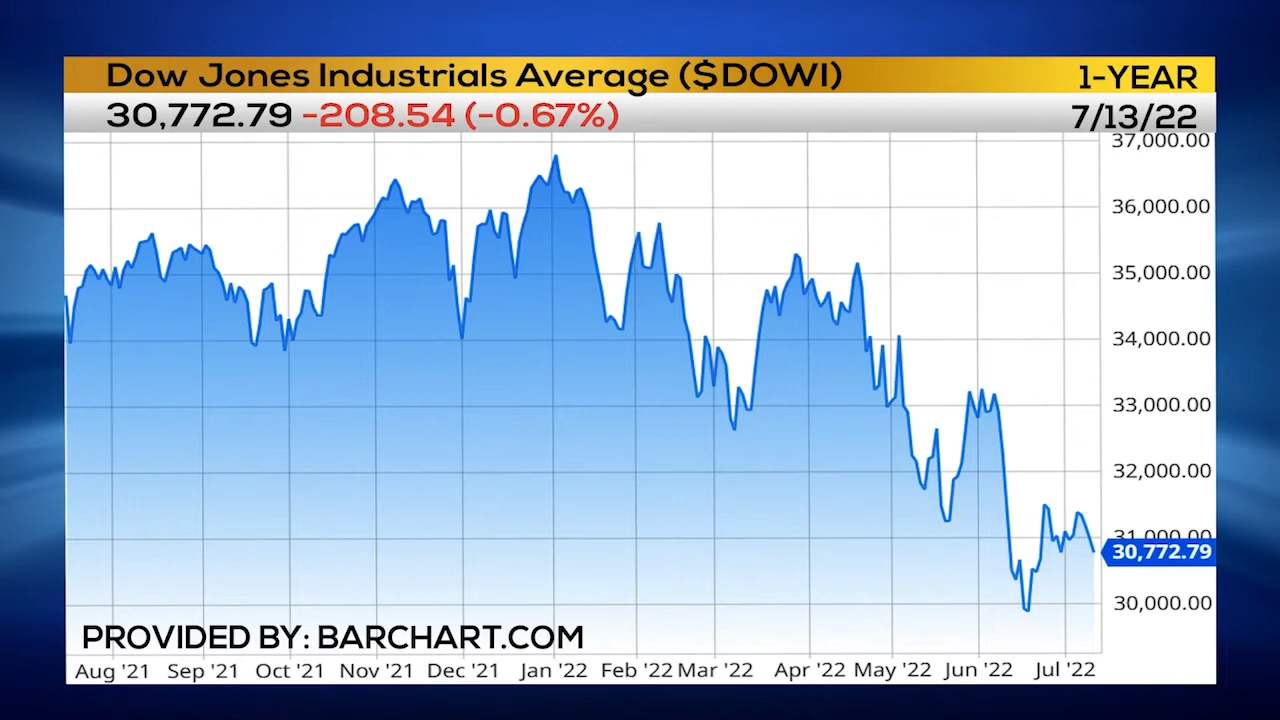 Dow Jones Industrials Average ($DOWI) 1-YEAR
30,772.79 -208.54 (-0.67%) 7/13/22
37,000.00
36,000.00
35,000.00
34,000.00
33,000.00
32,000.00
31,000.00
30,772.79
30,000.00
PROVIDED BY: BARCHART.COM
Aug '21 Sep '21 Oct '21 Nov '21 Dec '21 Jan '22 Feb '22 Mar '22 Apr '22 May '22 Jun '22 Jul '22